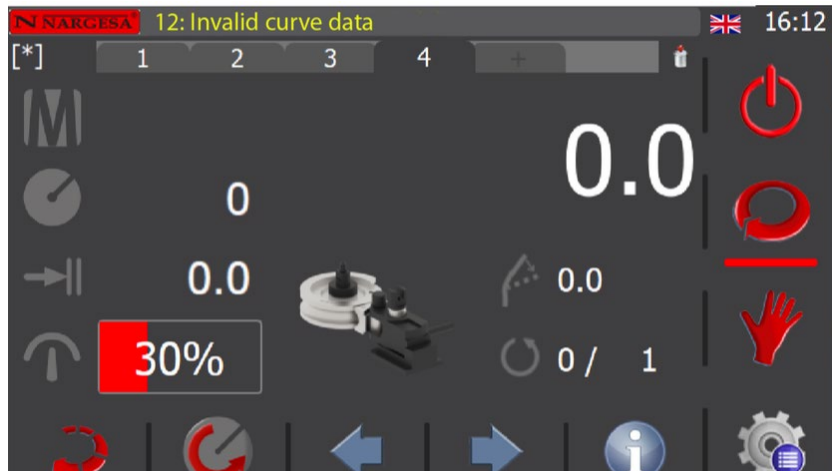 N NARGESA® 12: Invalid curve data 16:12
[*] 1 2 3 4 +
M 0.0
0
0.0 0.0
30% 0 / 1
i